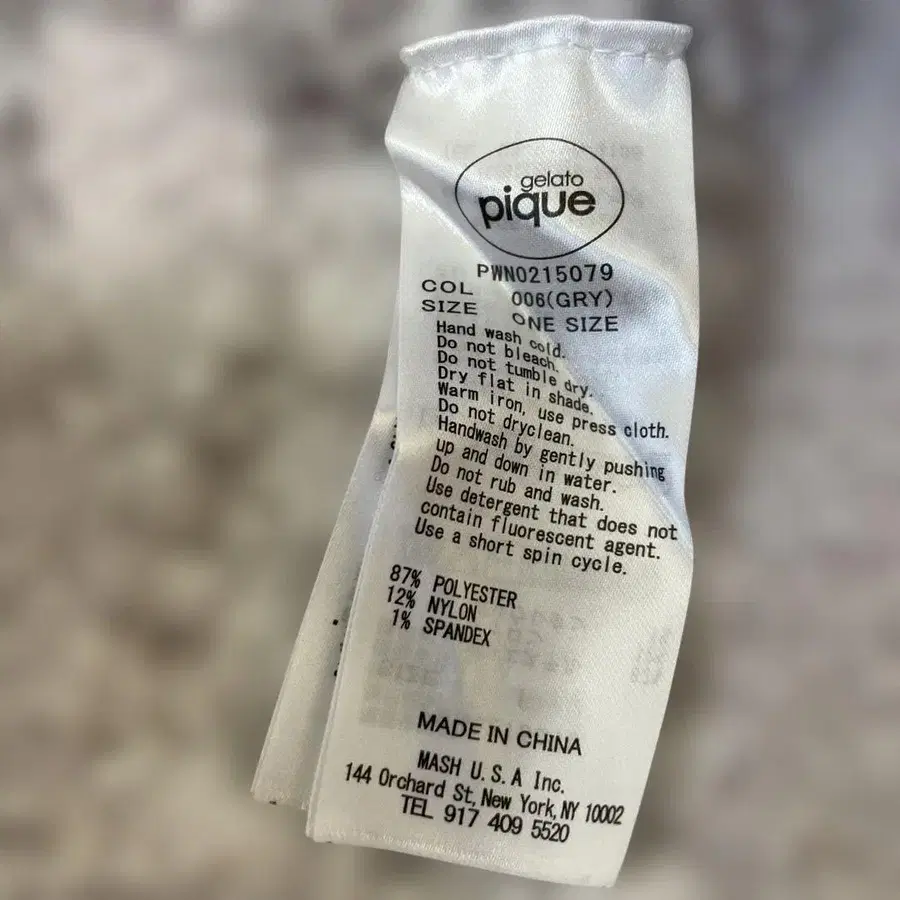 gelato
pique
PWNO215079
COL 006(GRY)
SIZE ONE SIZE
Hand wash cold.
Do not bleach.
Do not tumble dry.
Dry flat in shade.
Warm iron, use press cloth.
Do not dryclean.
Handwash by gently pushing
up and down in water.
Do not rub and wash.
Use detergent that does not
contain fluorescent agent.
Use a short spin cycle.
87% POLYESTER
12% NYLON
1% SPANDEX
MADE IN CHINA
MASH U.S.A Inc.
144 Orchard St, New York, NY 10002
TEL 917 409 5520